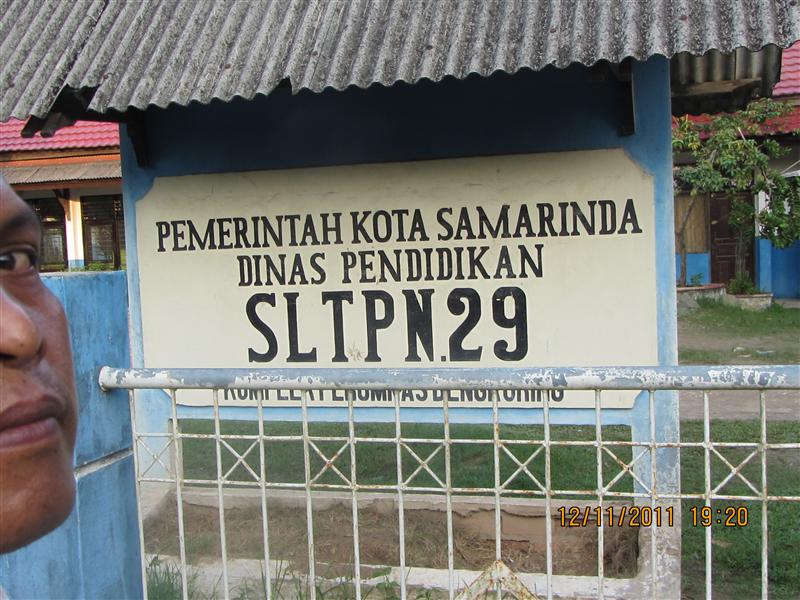 PEMERINTAH KOTA SAMARINDA
DINAS PENDIDIKAN
SLTPN.29
12/11/2011 19:20